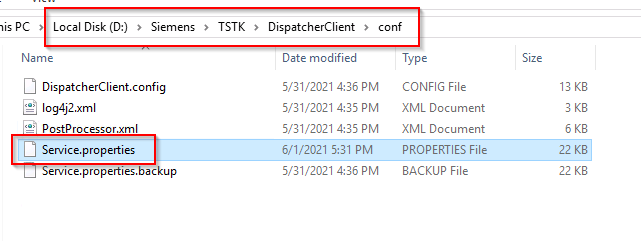 his PC > Local Disk (D:) > Siemens > TSTK > DispatcherClient > conf
Name Date modified Type Size
DispatcherClient.config 5/31/2021 4:36 PM CONFIG File 13 KB
log4j2.xml 5/31/2021 4:35 PM XML Document 3 KB
PostProcessor.xml 5/31/2021 4:35 PM XML Document 6 KB
Service.properties 6/1/2021 5:31 PM PROPERTIES File 22 KB
Service.properties.backup 5/31/2021 4:36 PM BACKUP File 22 KB